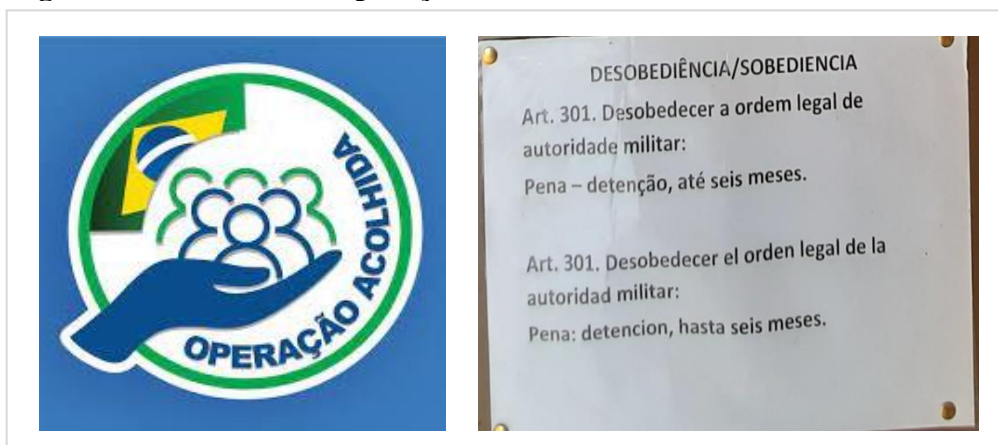 OPERAÇÃO ACOLHIDA
DESOBEDIÊNCIA/SOBEDIENCIA
Art. 301. Desobedecer a ordem legal de
autoridade militar:
Pena – detenção, até seis meses.
Art. 301. Desobedecer el orden legal de la
autoridad militar:
Pena: detencion, hasta seis meses.